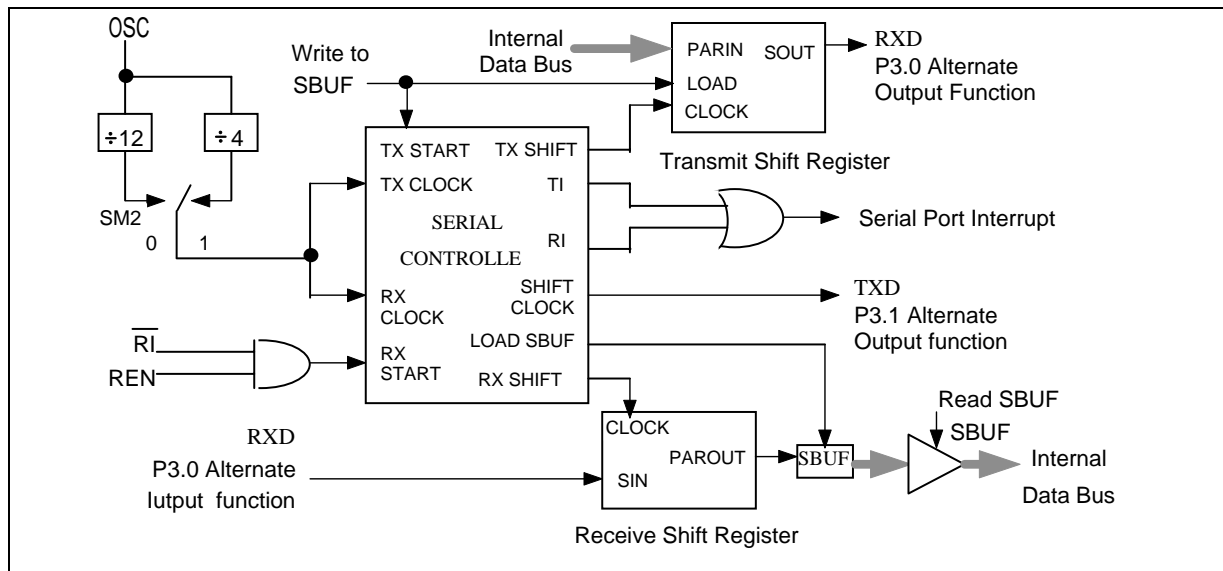 OSC
÷12
÷4
SM2
0
1
Write to
SBUF
Internal
Data Bus
PARIN
SOUT
LOAD
CLOCK
RXD
P3.0 Alternate
Output Function
Transmit Shift Register
TX START
TX SHIFT
TX CLOCK
TI
SERIAL
CONTROLLE
RI
RX
CLOCK
SHIFT
CLOCK
LOAD SBUF
RX
START
RX SHIFT
Serial Port Interrupt
TXD
P3.1 Alternate
Output function
R̅I̅
REN
RXD
P3.0 Alternate
Iutput function
CLOCK
PAROUT
SIN
Receive Shift Register
SBUF
Read SBUF
SBUF
Internal
Data Bus